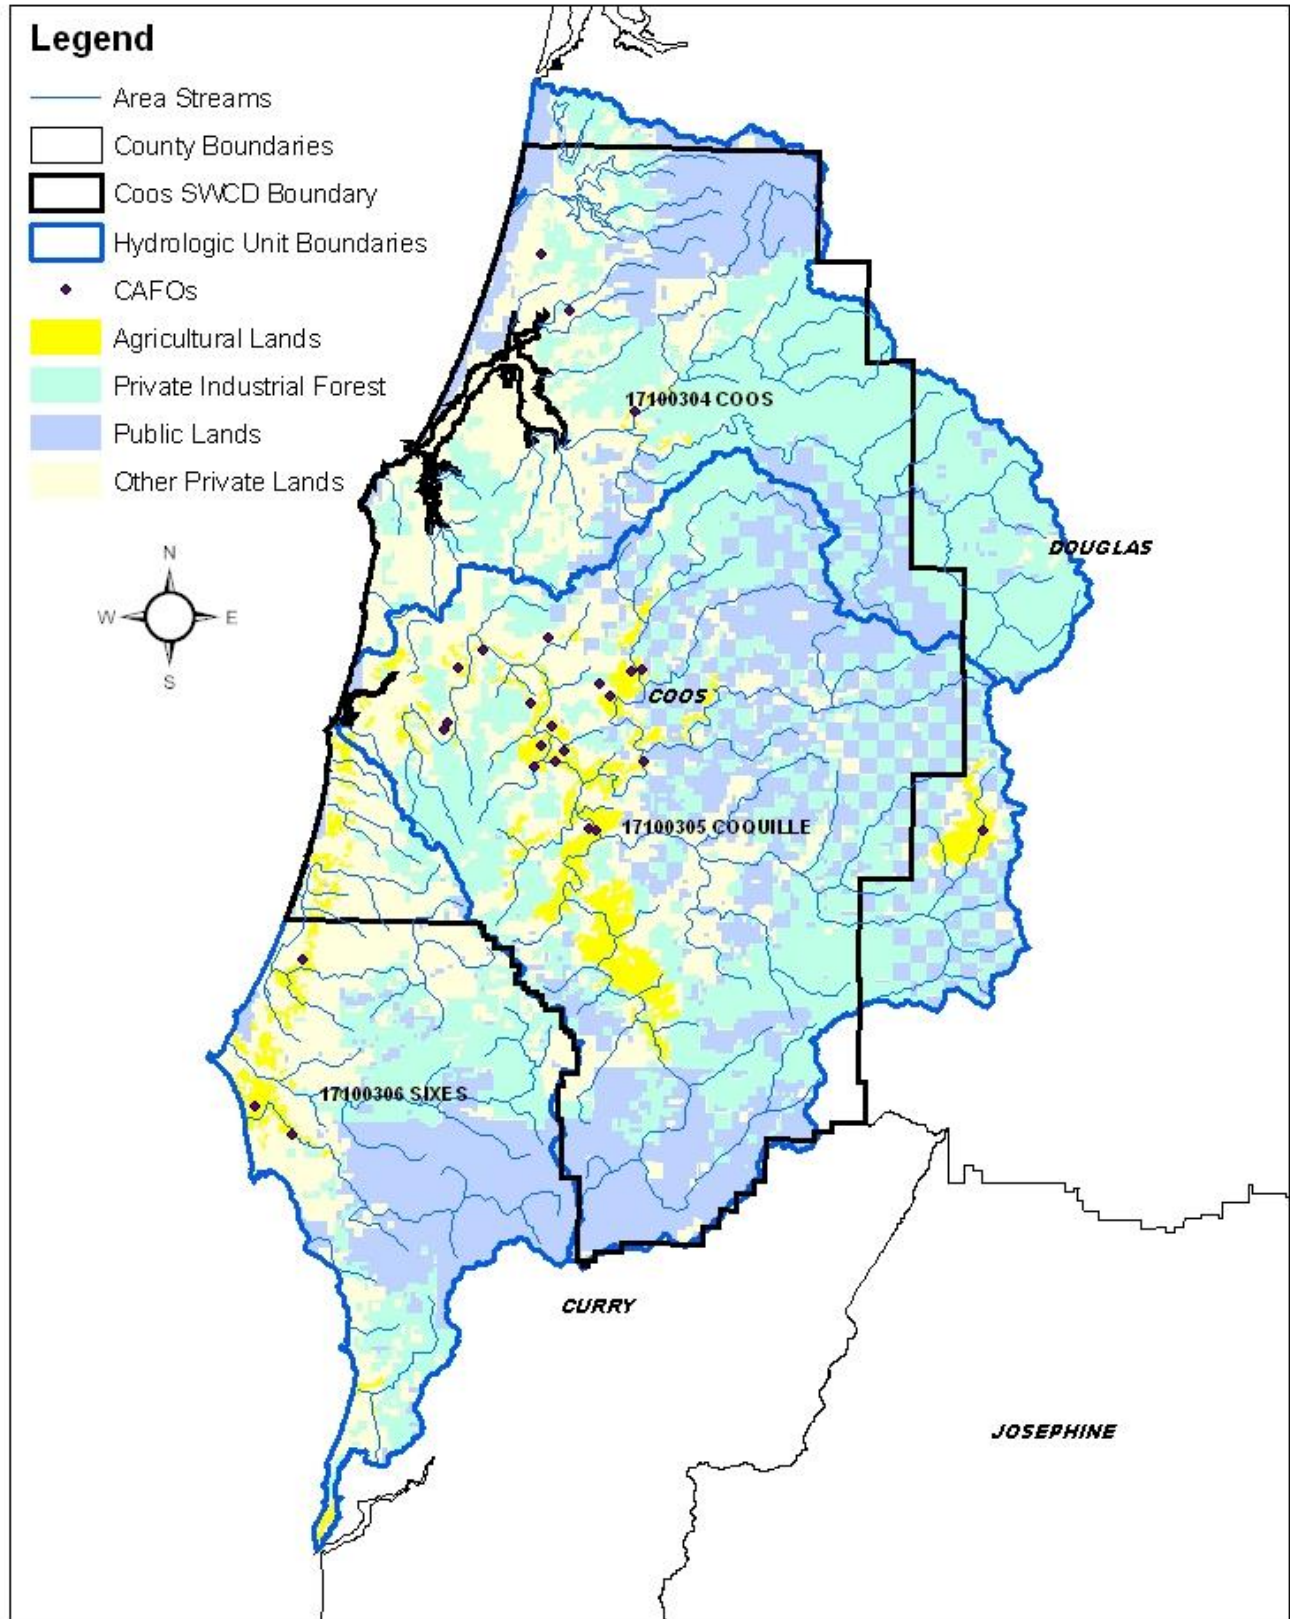 Legend
Area Streams
County Boundaries
Coos SWCD Boundary
Hydrologic Unit Boundaries
CAFOs
Agricultural Lands
Private Industrial Forest
Public Lands
Other Private Lands
N
W
E
S
17100304 COOS
DOUGLAS
COOS
17100305 COQUILLE
17100306 SIXES
CURRY
JOSEPHINE